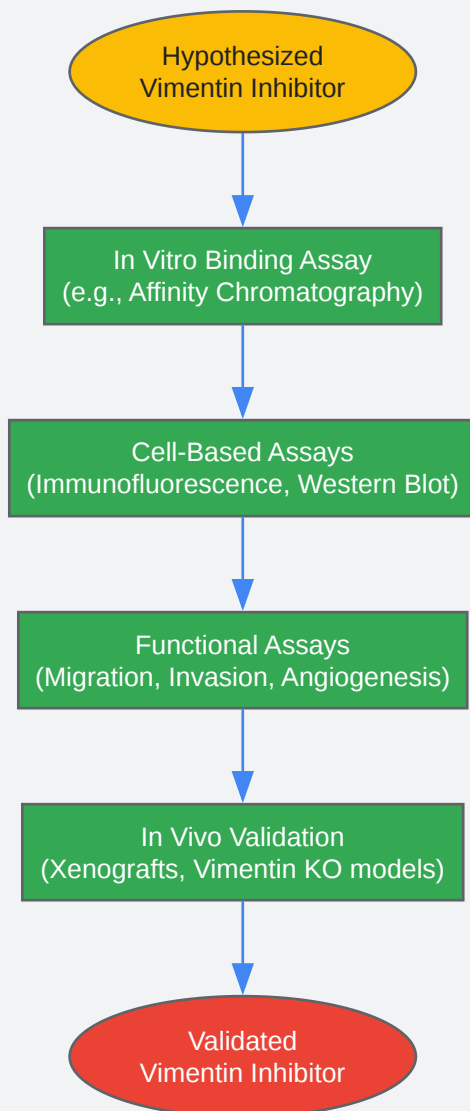 Hypothesized
Vimentin Inhibitor
In Vitro Binding Assay
(e.g., Affinity Chromatography)
Cell-Based Assays
(Immunofluorescence, Western Blot)
Functional Assays
(Migration, Invasion, Angiogenesis)
In Vivo Validation
(Xenografts, Vimentin KO models)
Validated
Vimentin Inhibitor